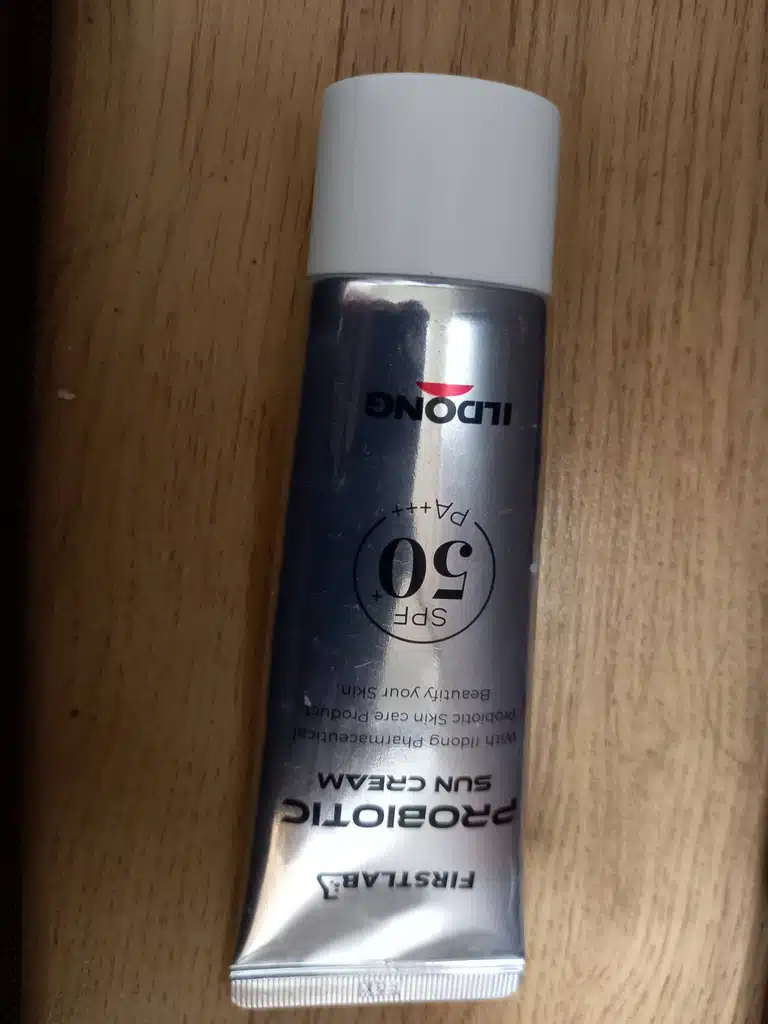 FIRSTLAB
PROBIOTIC
SUN CREAM
With Ildong Pharmaceutical
Probiotic Skin care Product
Beautify your Skin.
SPF
50+
PA+++
ILDONG